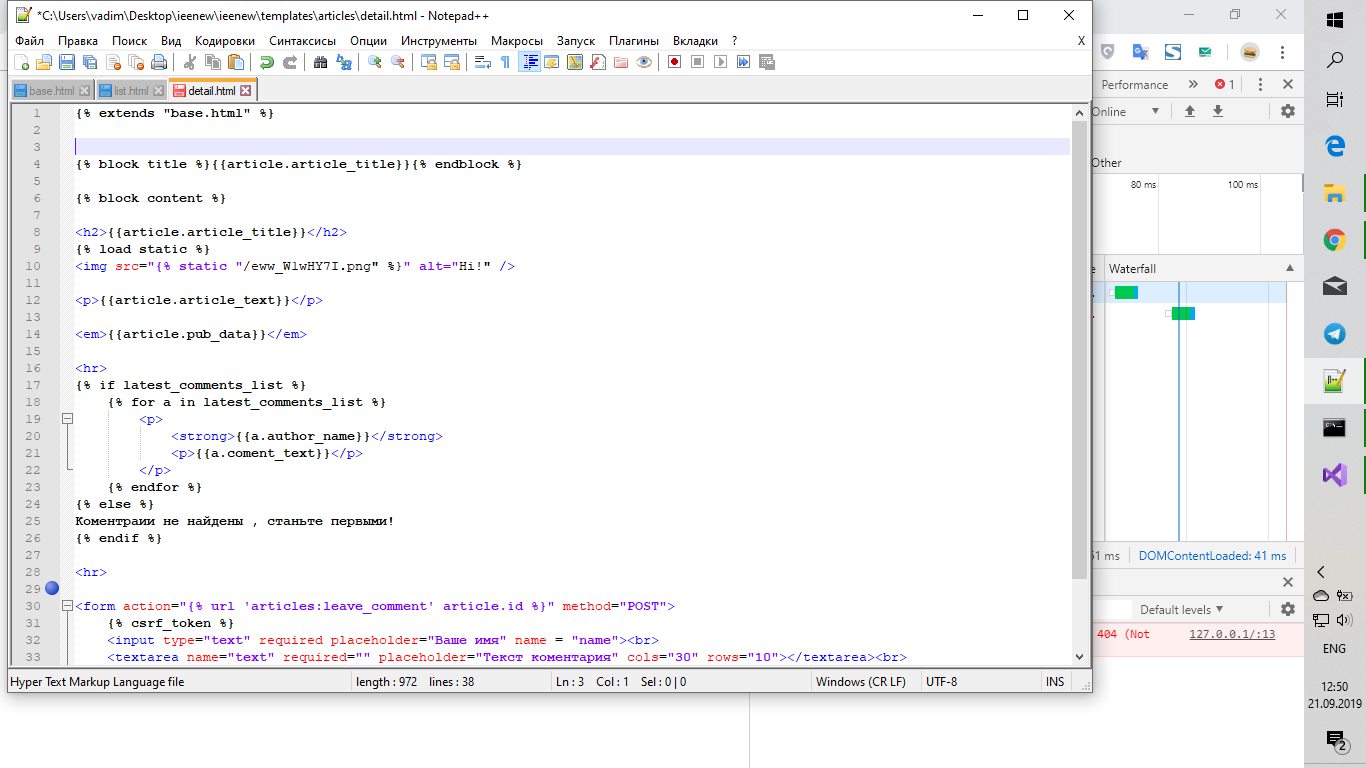 *C:\Users\vadim\Desktop\ieenew\ieenew\templates\articles\detail.html - Notepad++
Файл Правка Поиск Вид Кодировки Синтаксисы Опции Инструменты Макросы Запуск Плагины Вкладки ? X
base.html list.html detail.html
1 {% extends "base.html" %}
2
3
4 {% block title %}{{article.article_title}}{% endblock %}
5
6 {% block content %}
7
8 <h2>{{article.article_title}}</h2>
9 {% load static %}
10 <img src="{% static "/eww_W1wHY7I.png" %}" alt="Hi!" />
11
12 <p>{{article.article_text}}</p>
13
14 <em>{{article.pub_data}}</em>
15
16 <hr>
17 {% if latest_comments_list %}
18 {% for a in latest_comments_list %}
19 <p>
20 <strong>{{a.author_name}}</strong>
21 <p>{{a.coment_text}}</p>
22 </p>
23 {% endfor %}
24 {% else %}
25 Коментраии не найдены , станьте первыми!
26 {% endif %}
27
28 <hr>
29
30 <form action="{% url 'articles:leave_comment' article.id %}" method="POST">
31 {% csrf_token %}
32 <input type="text" required placeholder="Ваше имя" name = "name"><br>
33 <textarea name="text" required="" placeholder="Текст коментария" cols="30" rows="10"></textarea><br>
Hyper Text Markup Language file length : 972 lines : 38 Ln : 3 Col : 1 Sel : 0 | 0 Windows (CR LF) UTF-8 INS
Performance » 1
Online
Other
80 ms 100 ms
Waterfall
51 ms DOMContentLoaded: 41 ms
Default levels
404 (Not 127.0.0.1/:13
ENG
12:50
21.09.2019
2